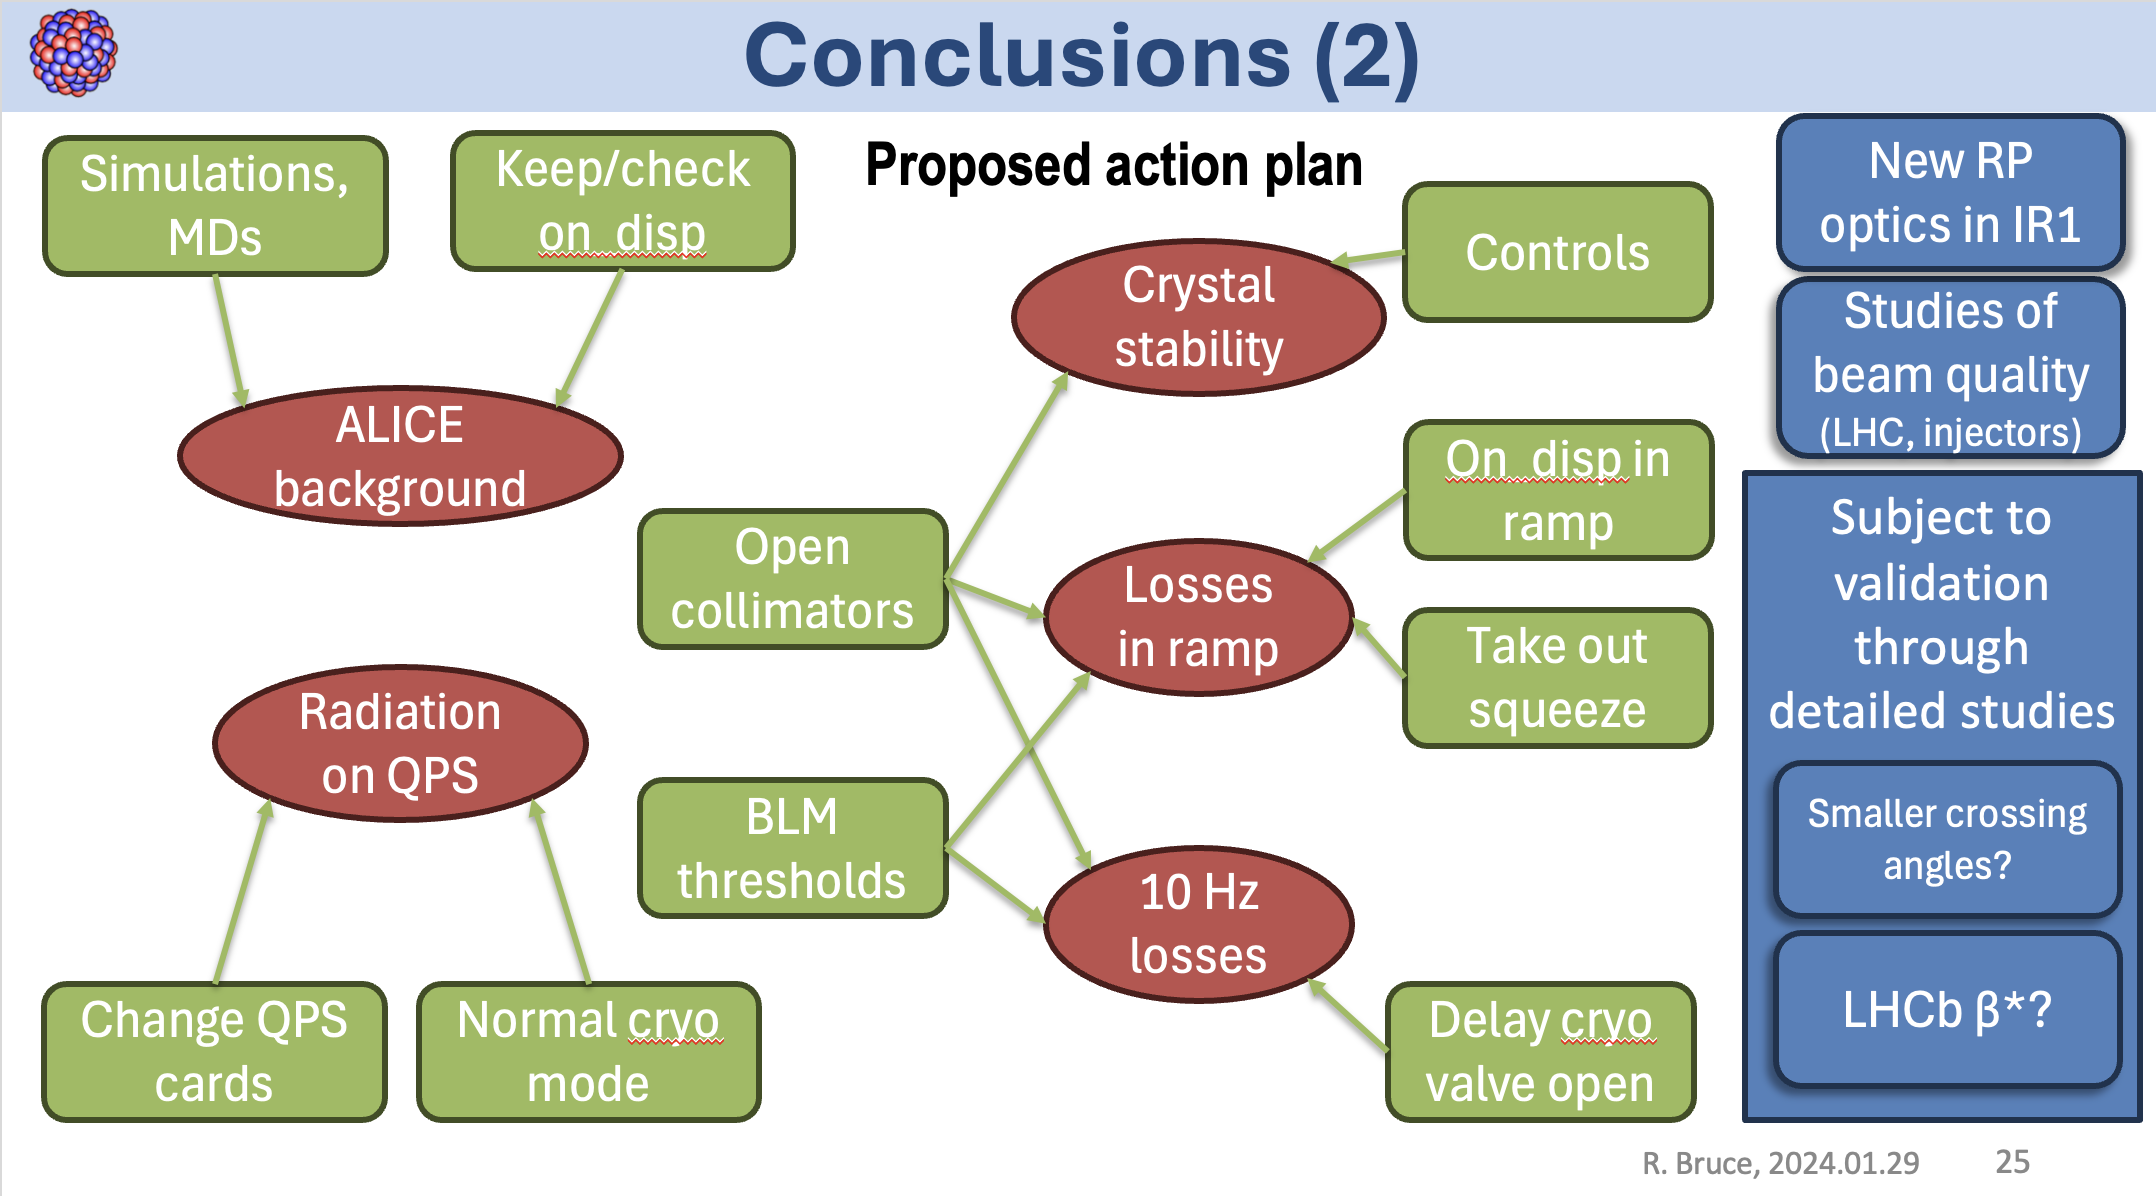 Conclusions (2)
Simulations,
MDs
Keep/check
on_disp
Proposed action plan
Controls
New RP
optics in IR1
Crystal
stability
Studies of
beam quality
(LHC, injectors)
ALICE
background
On_disp in
ramp
Open
collimators
Losses
in ramp
Take out
squeeze
Subject to
validation
through
detailed studies
Radiation
on QPS
BLM
thresholds
Smaller crossing
angles?
10 Hz
losses
LHCb β*?
Change QPS
cards
Normal cryo
mode
Delay cryo
valve open
R. Bruce, 2024.01.29
25